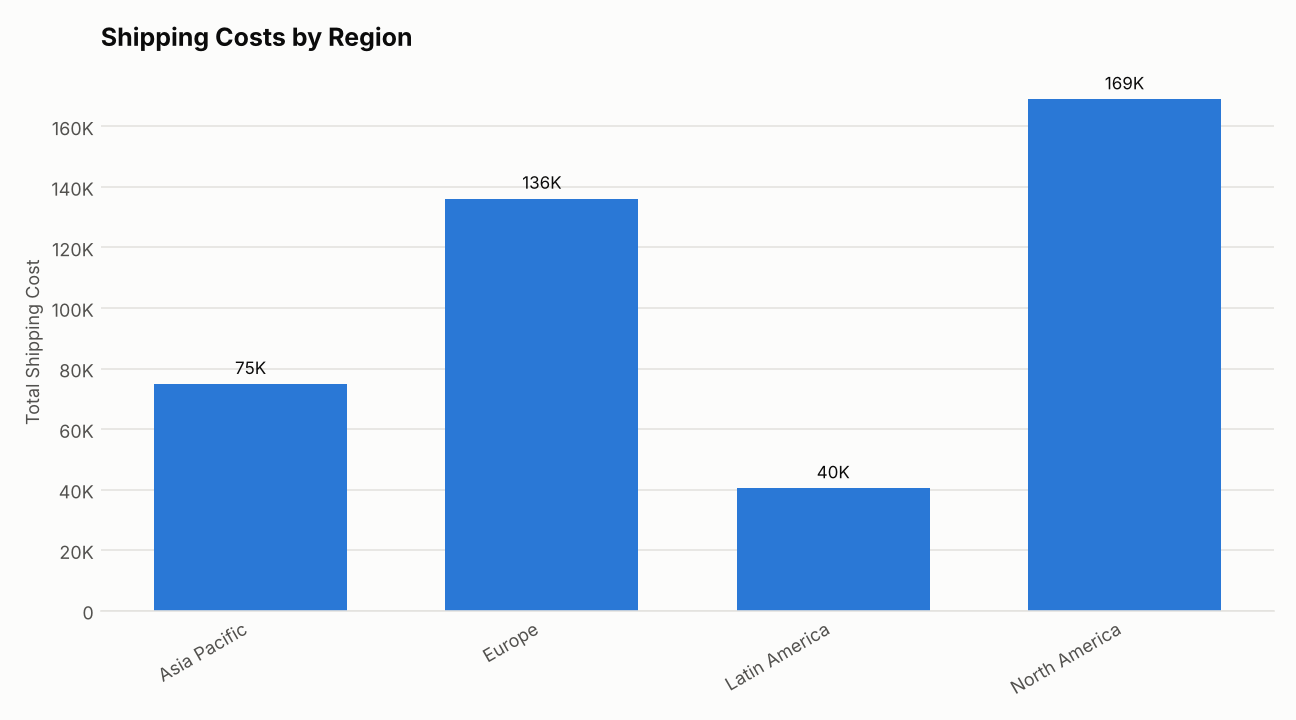 Shipping Costs by Region
Total Shipping Cost
160K
140K
120K
100K
80K
60K
40K
20K
0
75K
136K
40K
169K
Asia Pacific
Europe
Latin America
North America